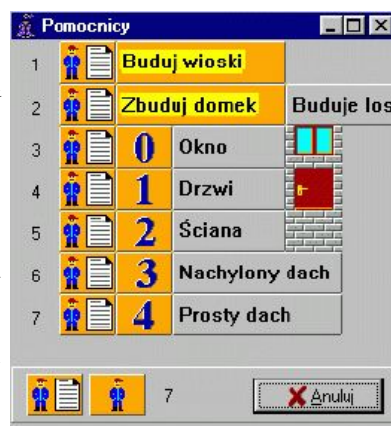 Pomocnicy
1 Buduj wioski
2 Zbuduj domek Buduje los
3 0 Okno
4 1 Drzwi
5 2 Ściana
6 3 Nachylony dach
7 4 Prosty dach
7 Anuluj